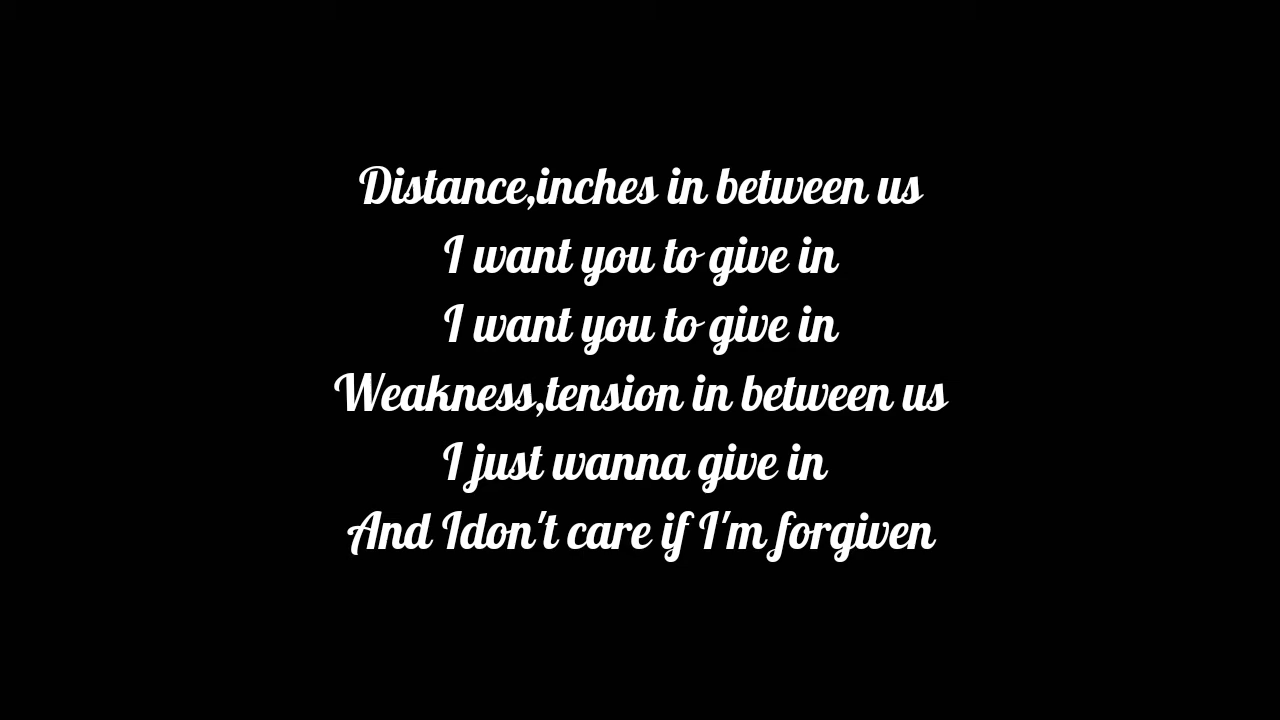 Distance,inches in between us
I want you to give in
I want you to give in
Weakness,tension in between us
I just wanna give in
And Idon't care if I'm forgiven